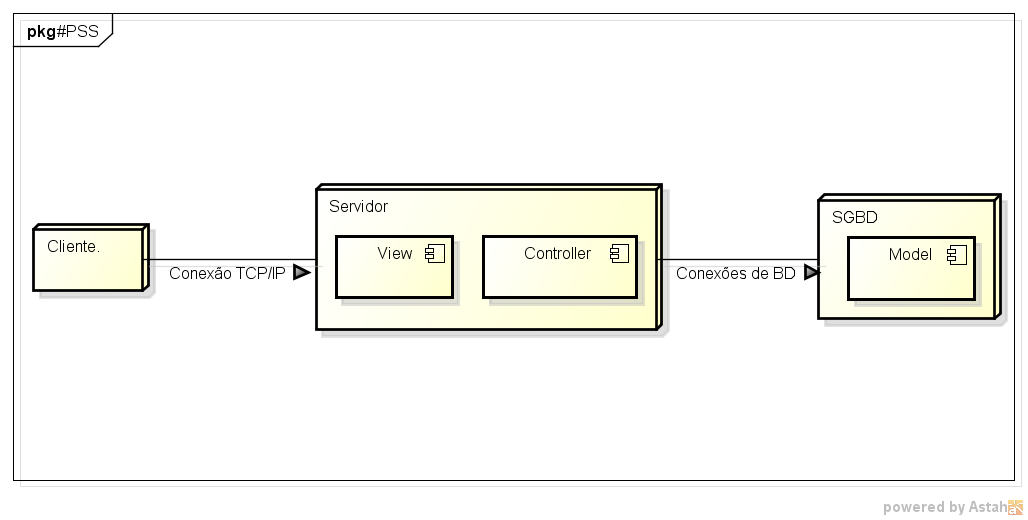 pkg#PSS
Cliente.
Conexão TCP/IP
Servidor
View
Controller
Conexões de BD
SGBD
Model
powered by Astah